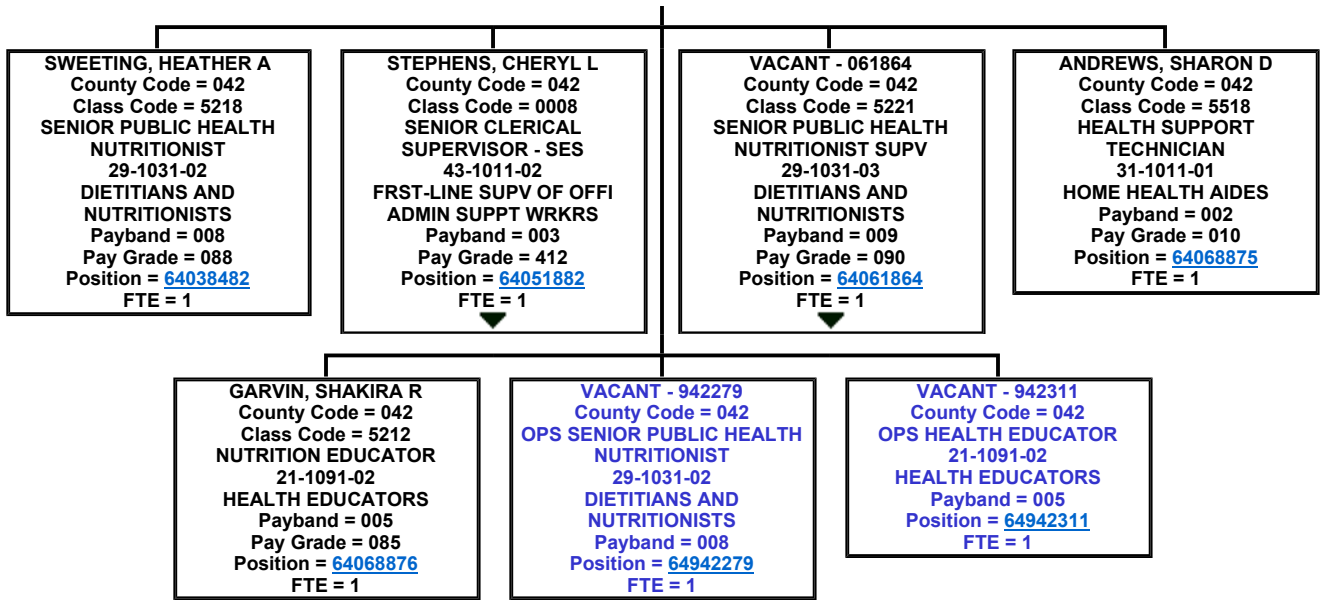 SWEETING, HEATHER A
County Code = 042
Class Code = 5218
SENIOR PUBLIC HEALTH
NUTRITIONIST
29-1031-02
DIETITIANS AND
NUTRITIONISTS
Payband = 008
Pay Grade = 088
Position = 64038482
FTE = 1
STEPHENS, CHERYL L
County Code = 042
Class Code = 0008
SENIOR CLERICAL
SUPERVISOR - SES
43-1011-02
FRST-LINE SUPV OF OFFI
ADMIN SUPPT WRKRS
Payband = 003
Pay Grade = 412
Position = 64051882
FTE = 1
VACANT - 061864
County Code = 042
Class Code = 5221
SENIOR PUBLIC HEALTH
NUTRITIONIST SUPV
29-1031-03
DIETITIANS AND
NUTRITIONISTS
Payband = 009
Pay Grade = 090
Position = 64061864
FTE = 1
ANDREWS, SHARON D
County Code = 042
Class Code = 5518
HEALTH SUPPORT
TECHNICIAN
31-1011-01
HOME HEALTH AIDES
Payband = 002
Pay Grade = 010
Position = 64068875
FTE = 1
GARVIN, SHAKIRA R
County Code = 042
Class Code = 5212
NUTRITION EDUCATOR
21-1091-02
HEALTH EDUCATORS
Payband = 005
Pay Grade = 085
Position = 64068876
FTE = 1
VACANT - 942279
County Code = 042
OPS SENIOR PUBLIC HEALTH
NUTRITIONIST
29-1031-02
DIETITIANS AND
NUTRITIONISTS
Payband = 008
Position = 64942279
FTE = 1
VACANT - 942311
County Code = 042
OPS HEALTH EDUCATOR
21-1091-02
HEALTH EDUCATORS
Payband = 005
Position = 64942311
FTE = 1